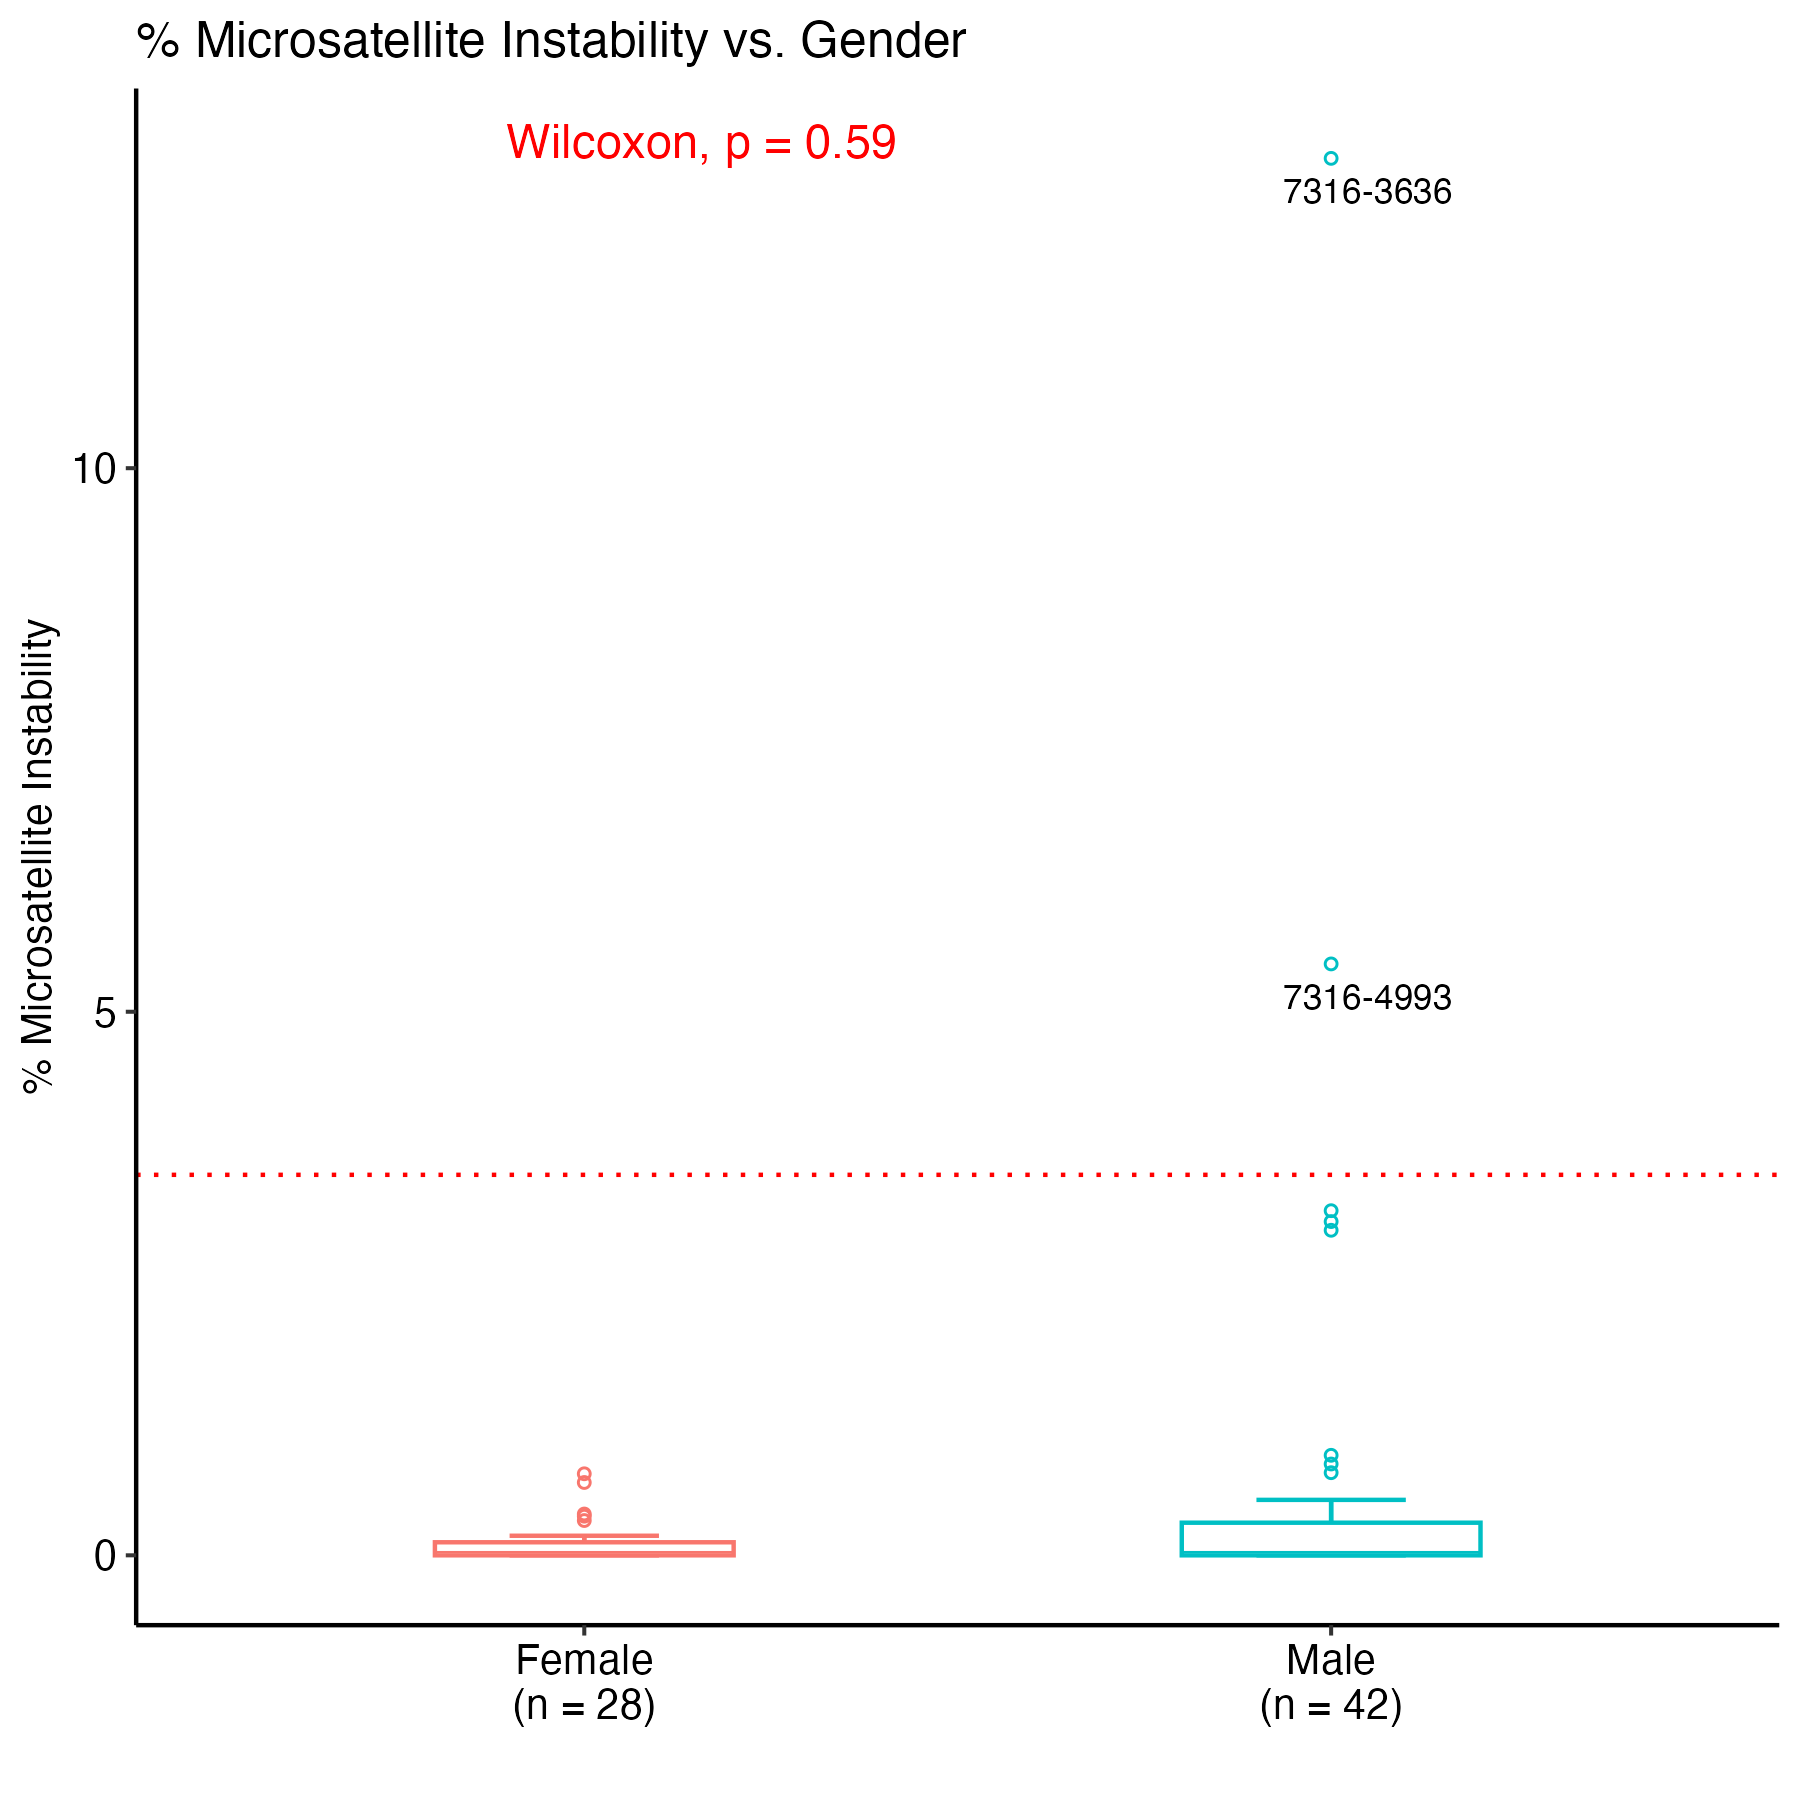 % Microsatellite Instability vs. Gender
Wilcoxon, p = 0.59
7316-3636
10
7316-4993
5
0
% Microsatellite Instability
Female
(n = 28)
Male
(n = 42)